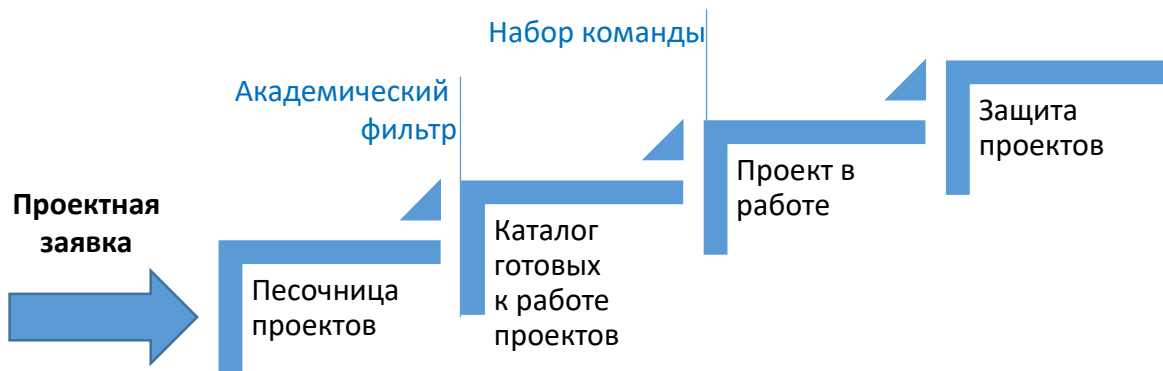 Проектная
заявка
Песочница
проектов
Академический
фильтр
Каталог
готовых
к работе
проектов
Набор команды
Проект в
работе
Защита
проектов